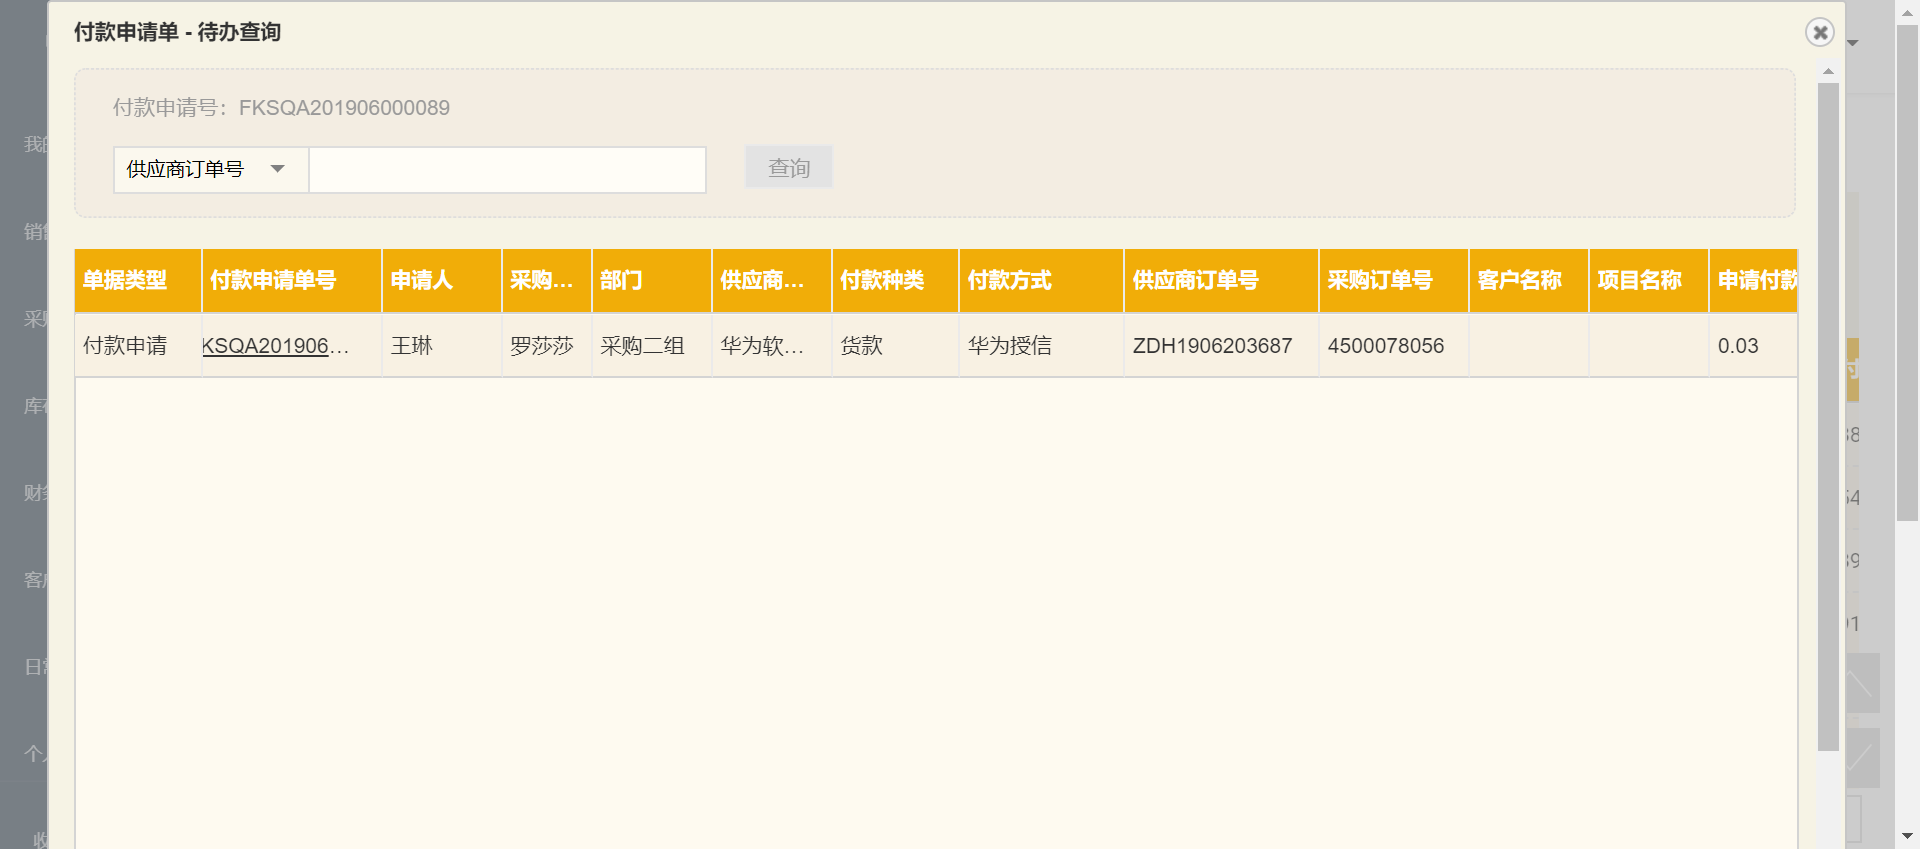 付款申请单 - 待办查询
付款申请号：FKSQA201906000089
供应商订单号
查询
单据类型 付款申请单号 申请人 采购... 部门 供应商... 付款种类 付款方式 供应商订单号 采购订单号 客户名称 项目名称 申请付款
付款申请 KSQA201906... 王琳 罗莎莎 采购二组 华为软... 货款 华为授信 ZDH1906203687 4500078056 0.03